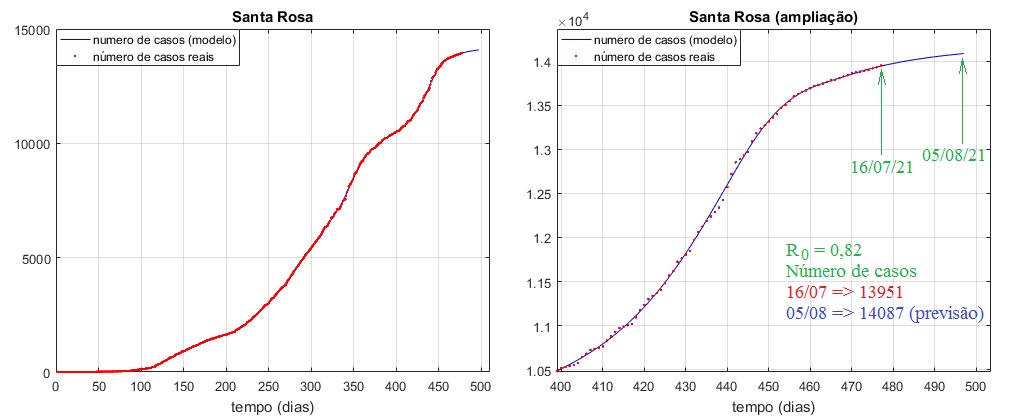 Santa Rosa
15000
numero de casos (modelo)
número de casos reais
10000
5000
0
0 50 100 150 200 250 300 350 400 450 500
tempo (dias)
×10⁴
Santa Rosa (ampliação)
numero de casos (modelo)
número de casos reais
1.4
1.35
1.3
1.25
1.2
1.15
1.1
1.05
16/07/21
05/08/21
R₀ = 0,82
Número de casos
16/07 => 13951
05/08 => 14087 (previsão)
400 410 420 430 440 450 460 470 480 490 500
tempo (dias)